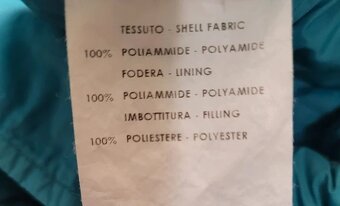 TESSUTO - SHELL FABRIC
100% POLIAMMIDE - POLYAMIDE
FODERA - LINING
100% POLIAMMIDE - POLYAMIDE
IMBOTTITURA - FILLING
100% POLIESTERE - POLYESTER